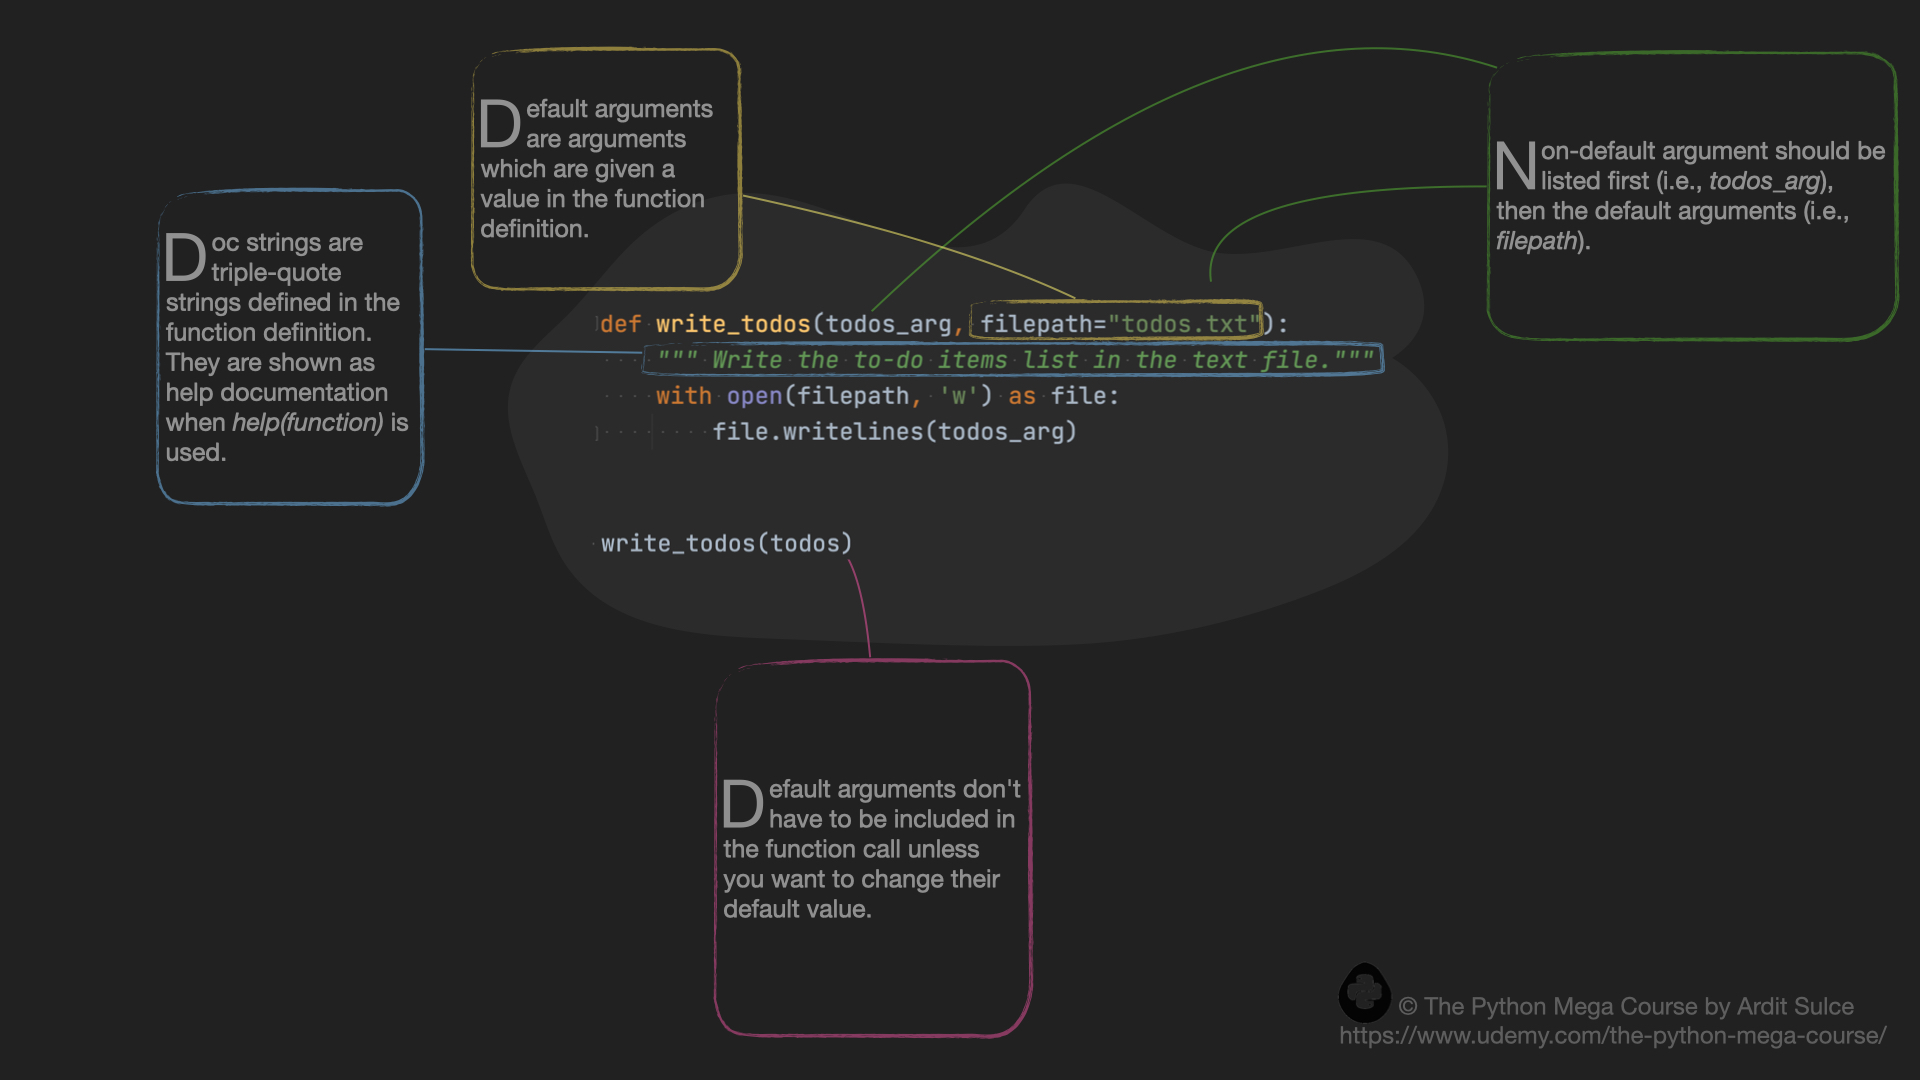 Default arguments
are arguments
which are given a
value in the function
definition.
Non-default argument should be
listed first (i.e., todos_arg),
then the default arguments (i.e.,
filepath).
Doc strings are
triple-quote
strings defined in the
function definition.
They are shown as
help documentation
when help(function) is
used.
def write_todos(todos_arg, filepath="todos.txt"):
""" Write the to-do items list in the text file."""
with open(filepath, 'w') as file:
file.writelines(todos_arg)
write_todos(todos)
Default arguments don't
have to be included in
the function call unless
you want to change their
default value.
© The Python Mega Course by Ardit Sulce
https://www.udemy.com/the-python-mega-course/